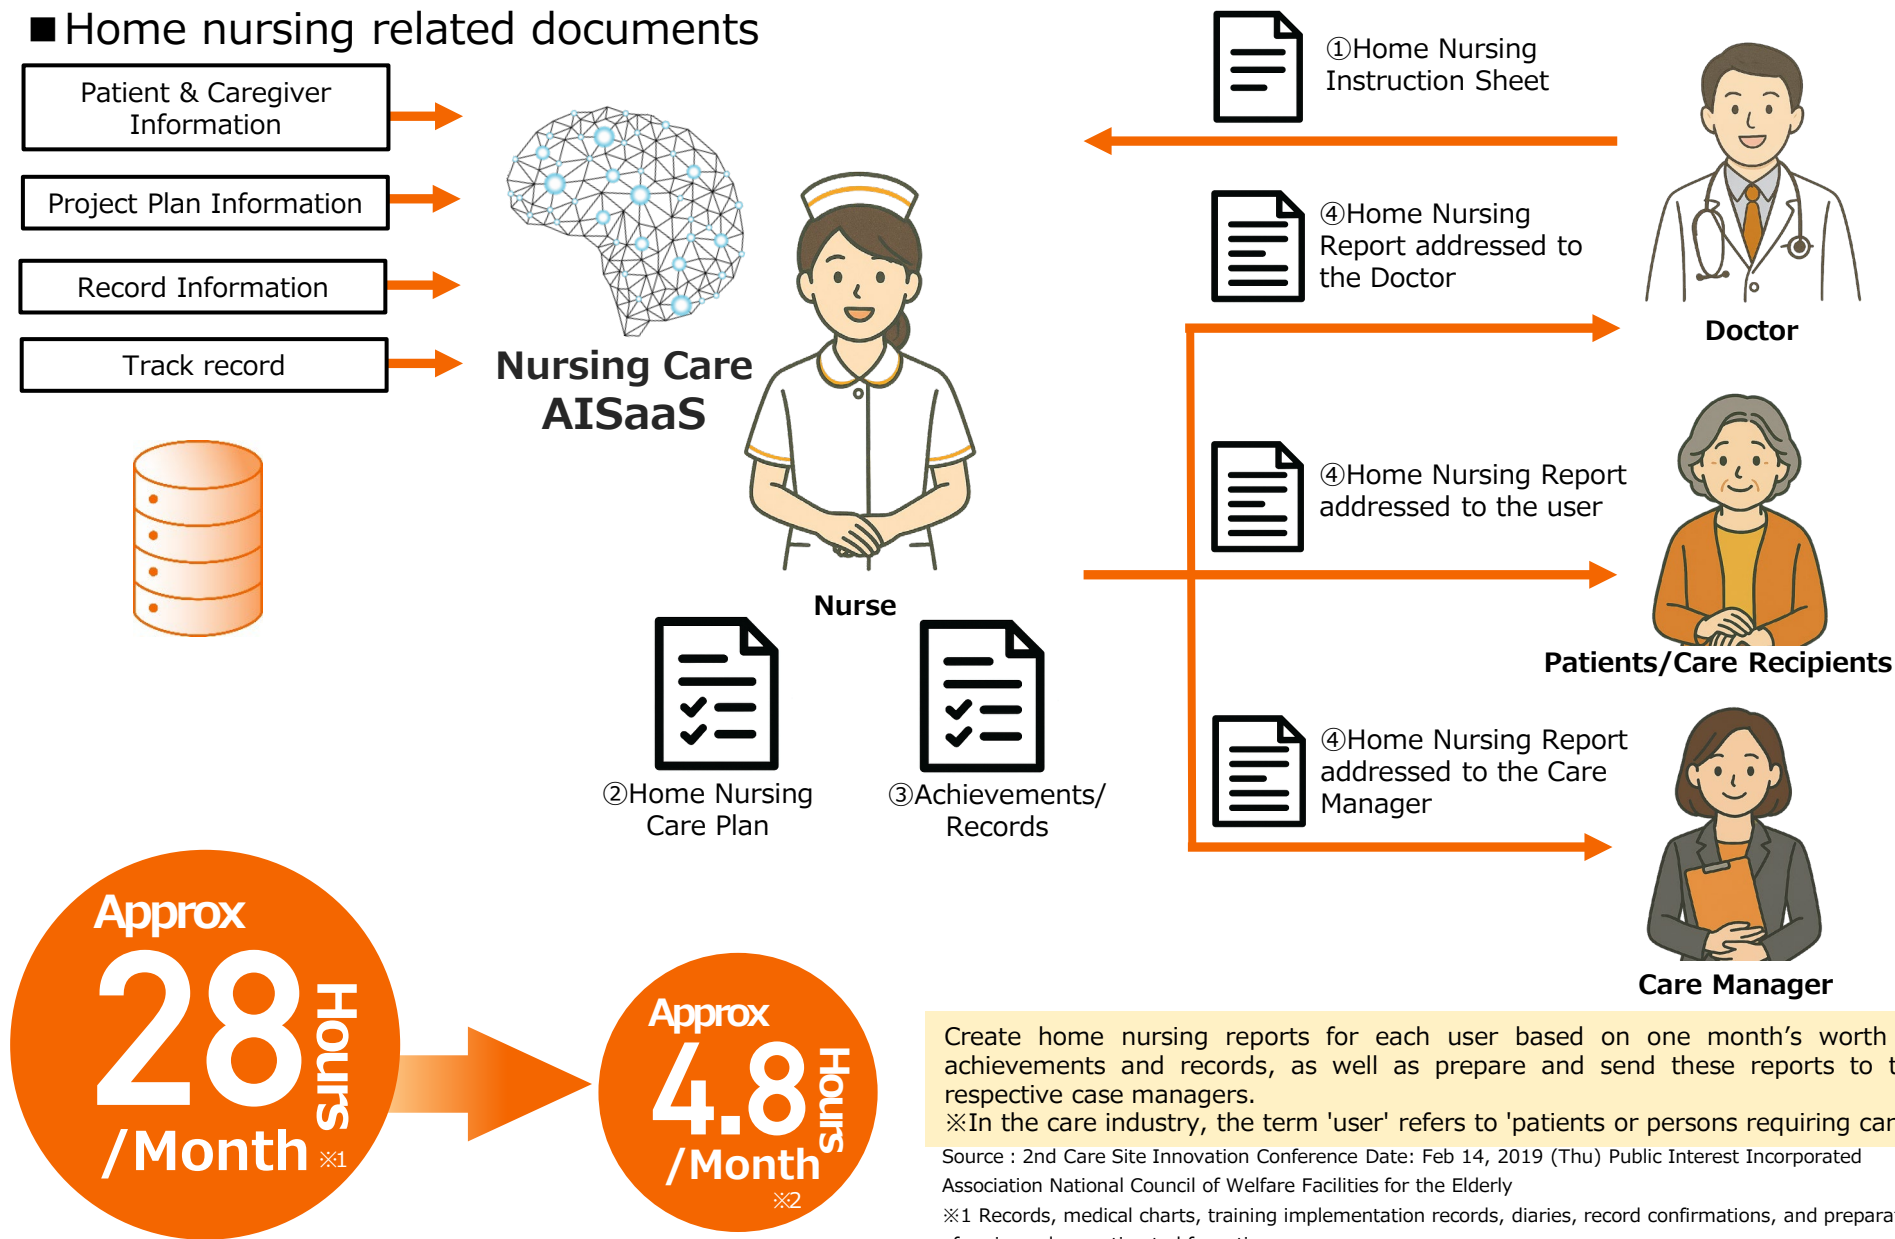 ■Home nursing related documents
Patient & Caregiver
Information
Project Plan Information
Record Information
Track record
Nursing Care
AISaaS
Nurse
②Home Nursing
Care Plan
③Achievements/
Records
①Home Nursing
Instruction Sheet
④Home Nursing
Report addressed to
the Doctor
Doctor
④Home Nursing Report
addressed to the user
Patients/Care Recipients
④Home Nursing Report
addressed to the Care
Manager
Care Manager
Approx
28 Hours
/Month ※1
Approx
4.8 Hours
/Month
※2
Create home nursing reports for each user based on one month’s worth
achievements and records, as well as prepare and send these reports to
respective case managers.
※In the care industry, the term 'user' refers to 'patients or persons requiring
Source : 2nd Care Site Innovation Conference Date: Feb 14, 2019 (Thu) Public Interest Incorporated
Association National Council of Welfare Facilities for the Elderly
※1 Records, medical charts, training implementation records, diaries, record confirmations, and